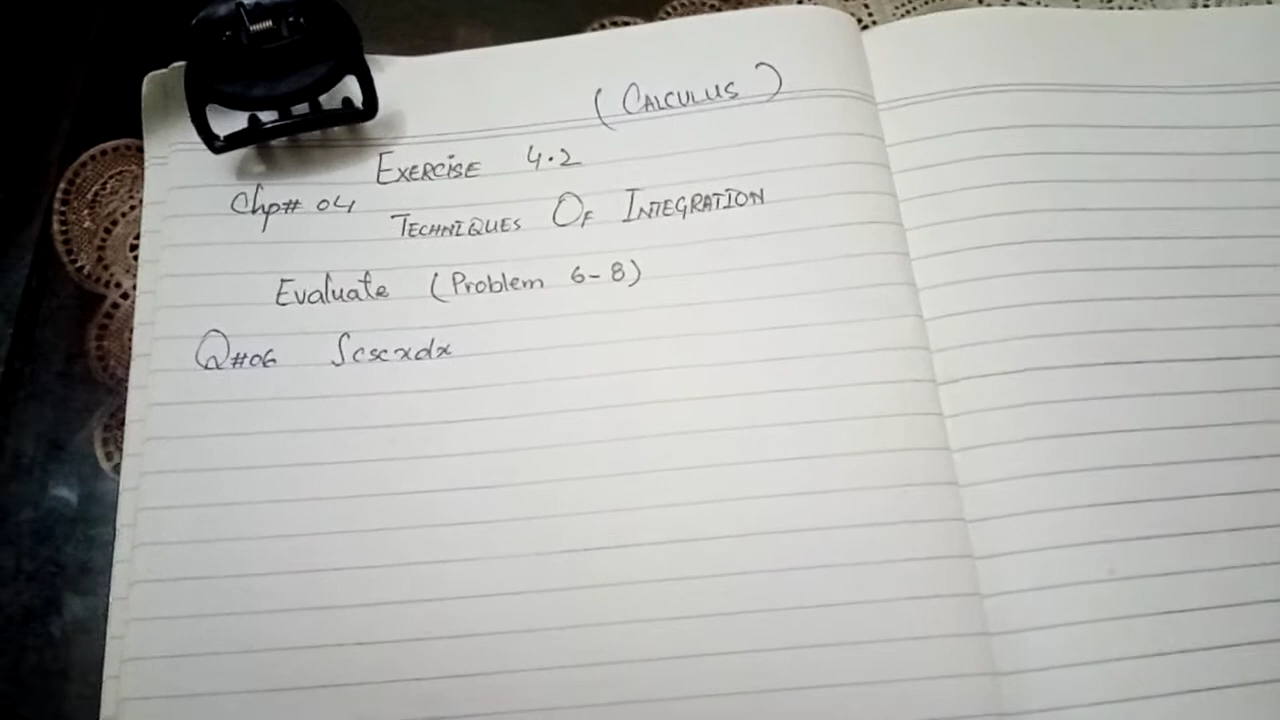 ( CALCULUS )
EXERCISE 4.2
Chp# 04
TECHNIQUES OF INTEGRATION
Evaluate (Problem 6-8)
Q#06 ∫cscxdx